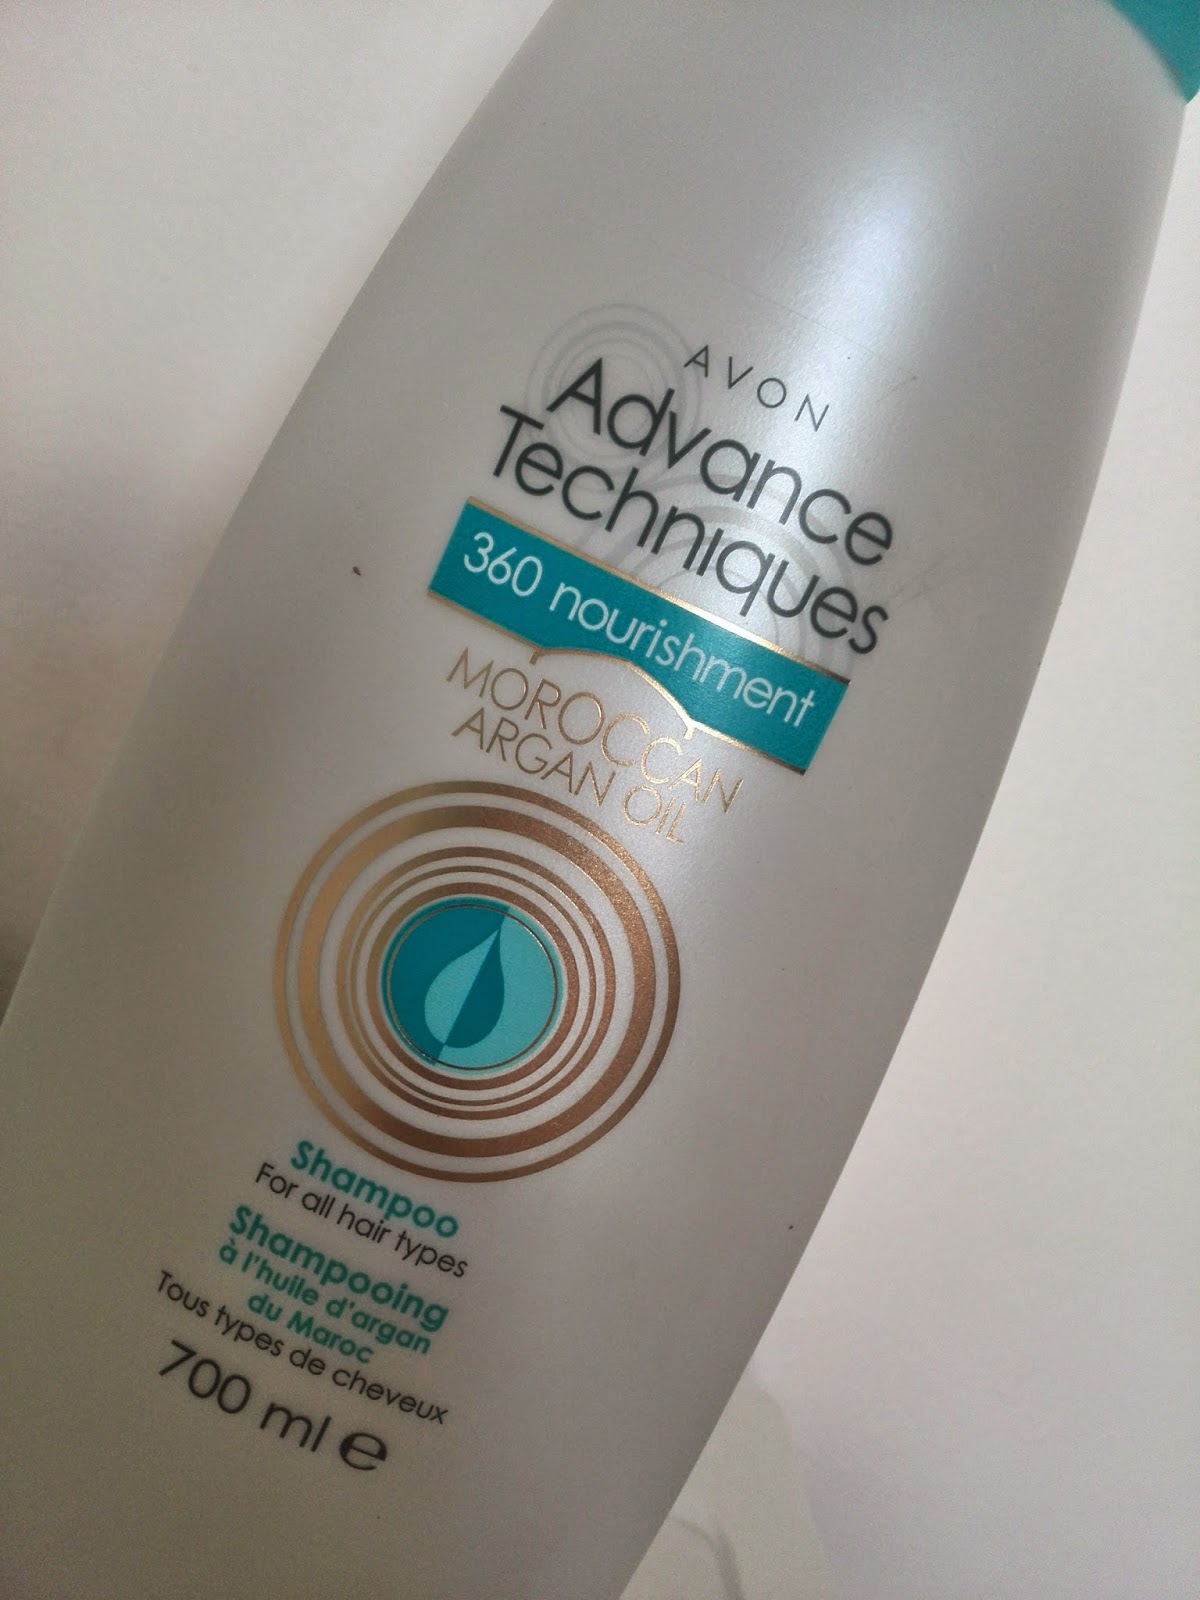 AVON
Advance
Techniques
360 nourishment
MOROCCAN
ARGAN OIL
Shampoo
For all hair types
Shampooing
à l'huile d'argan
du Maroc
Tous types de cheveux
700 ml e